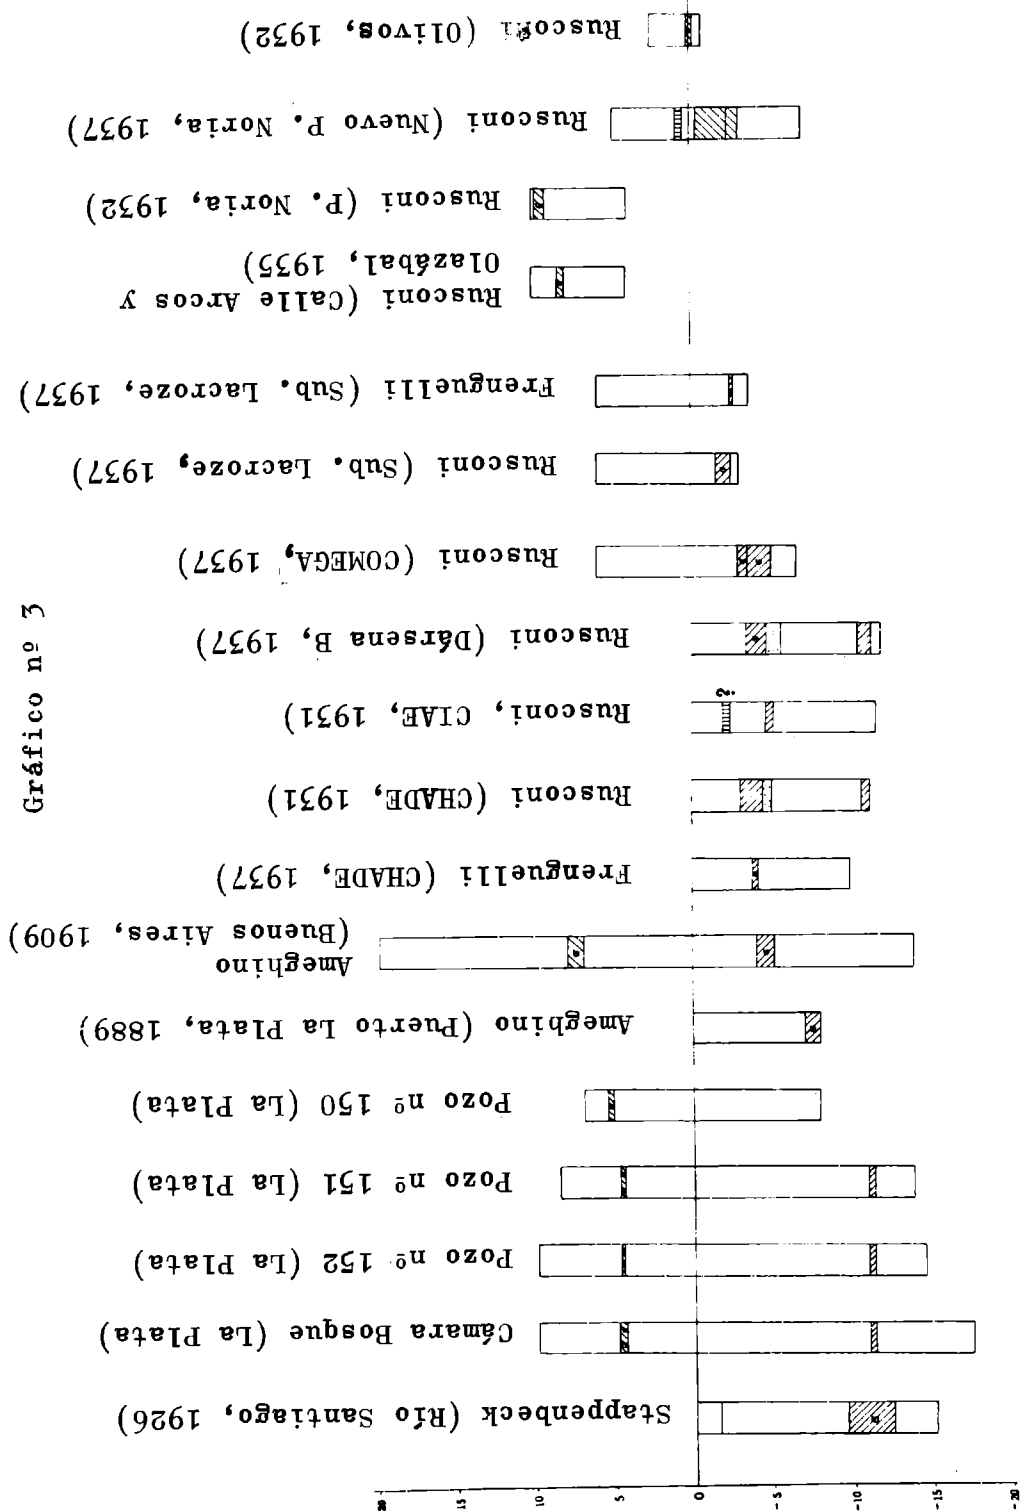 Gráfico nº 3
20
15
10
5
0
-5
-10
-15
-20
Stappenbeck (Río Santiago, 1926)
Cámara Bosque (La Plata)
Pozo nº 152 (La Plata)
Pozo nº 151 (La Plata)
Pozo nº 150 (La Plata)
Ameghino (Puerto La Plata, 1889)
Ameghino
(Buenos Aires, 1909)
Frenguelli (CHADE, 1937)
Rusconi (CHADE, 1931)
Rusconi, CIAE, 1931)
?
Rusconi (Dársena B, 1937)
Rusconi (COMEGA, 1937)
Rusconi (Sub. Lacroze, 1937)
Frenguelli (Sub. Lacroze, 1937)
Rusconi (Calle Arcos y
Olazábal, 1935)
Rusconi (P. Noria, 1932)
Rusconi (Nuevo P. Noria, 1937)
Rusconi (Olivos, 1932)